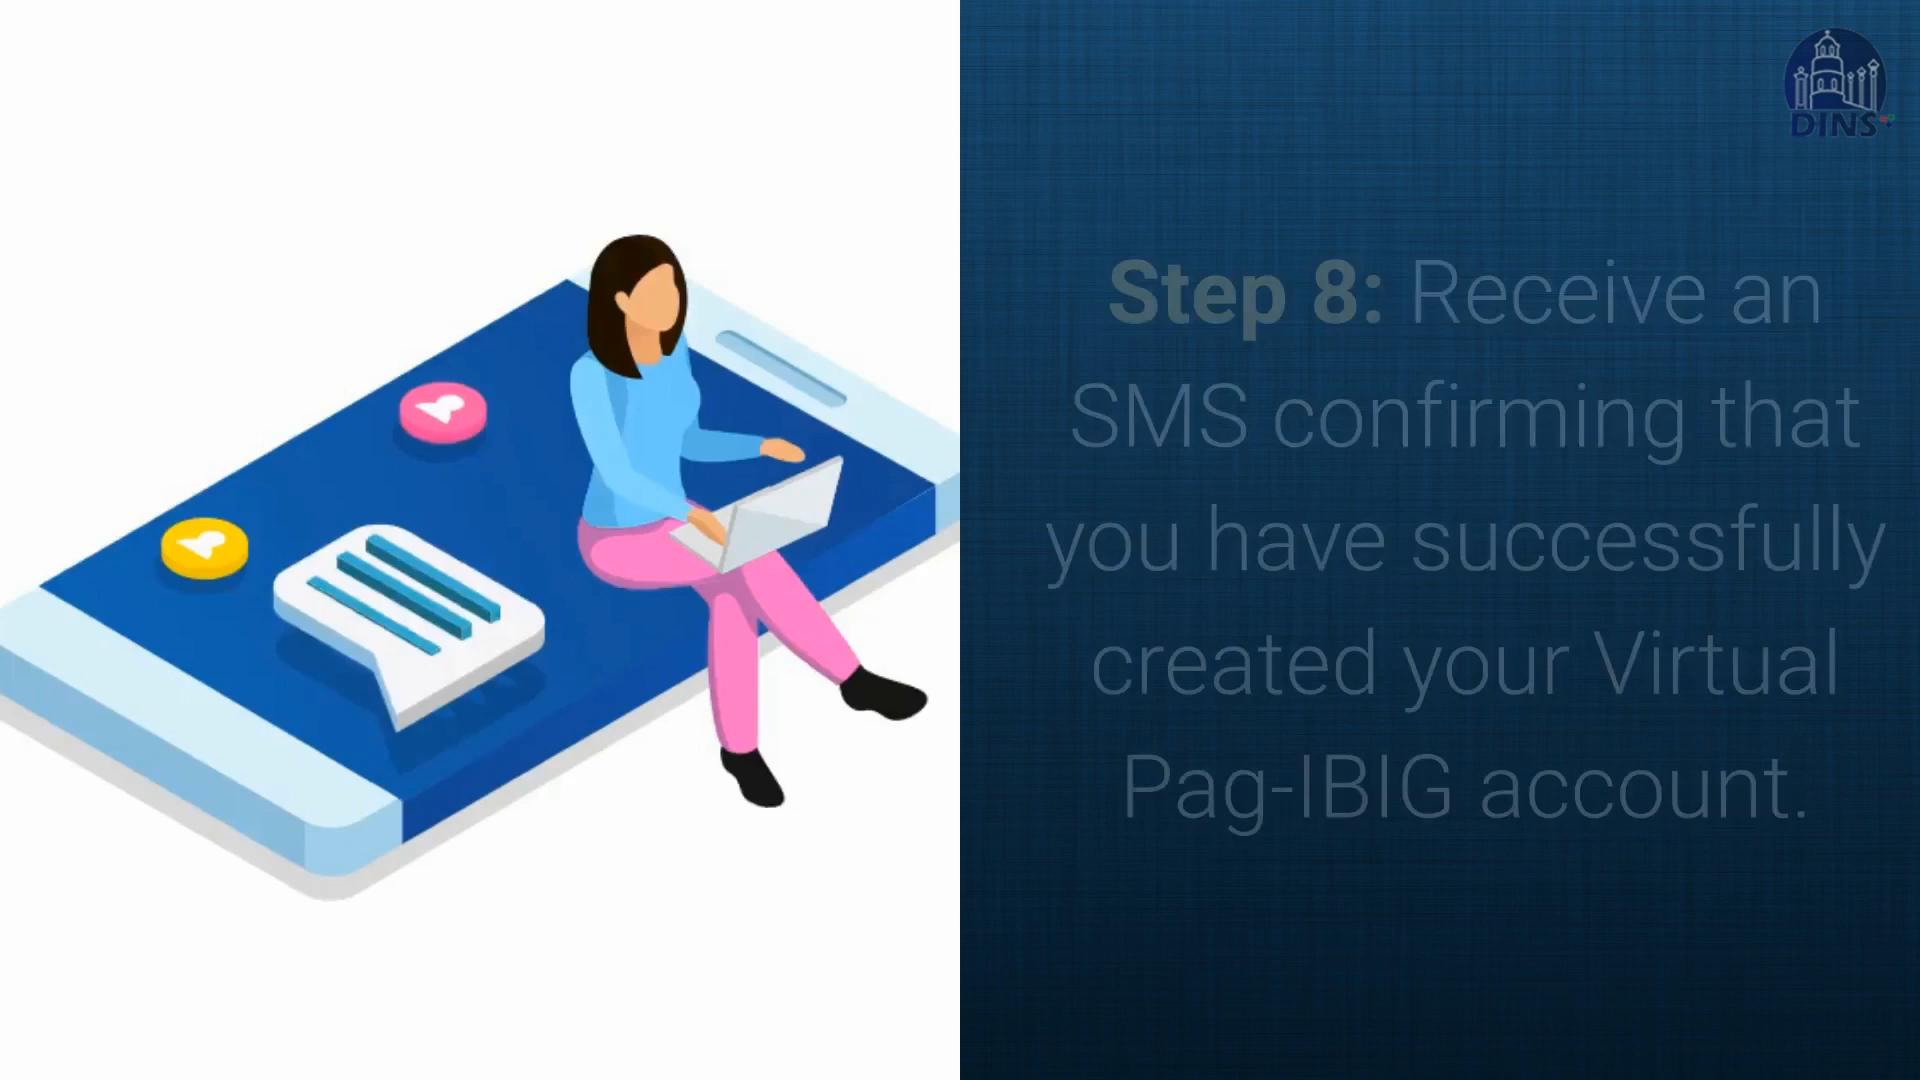 DINS
Step 8: Receive an
SMS confirming that
you have successfully
created your Virtual
Pag-IBIG account.